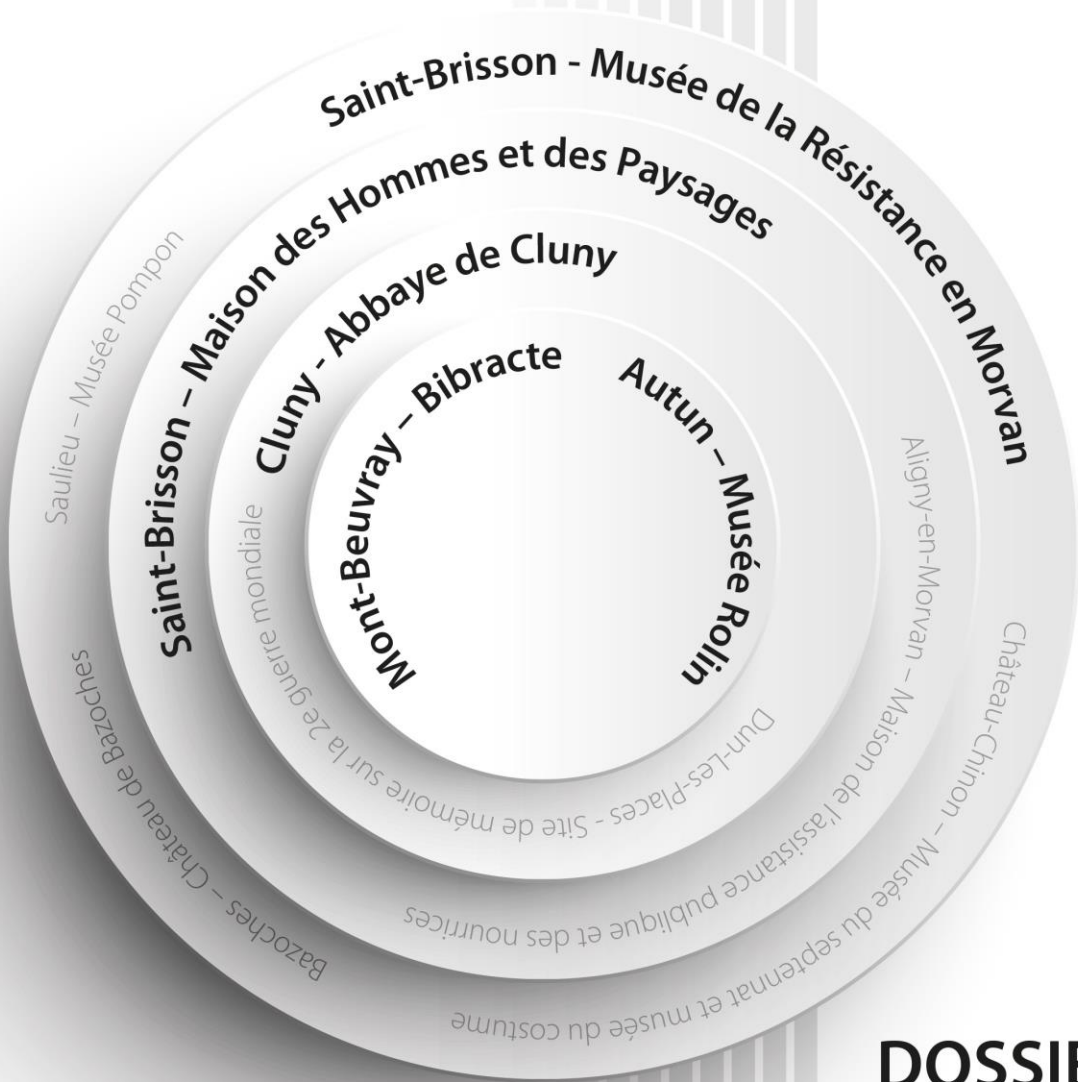 Saint-Brisson - Musée de la Résistance en Morvan
Saint-Brisson – Maison des Hommes et des Paysages
Cluny - Abbaye de Cluny
Mont-Beuvray – Bibracte
Autun – Musée Rolin
Saulieu – Musée Pompon
Bazoches – Château de Bazoches
Dun-Les-Places - Site de mémoire sur la 2e guerre mondiale
Aligny-en-Morvan – Maison de l'assistance publique et des nourrices
Château-Chinon – Musée du septennat et musée du costume